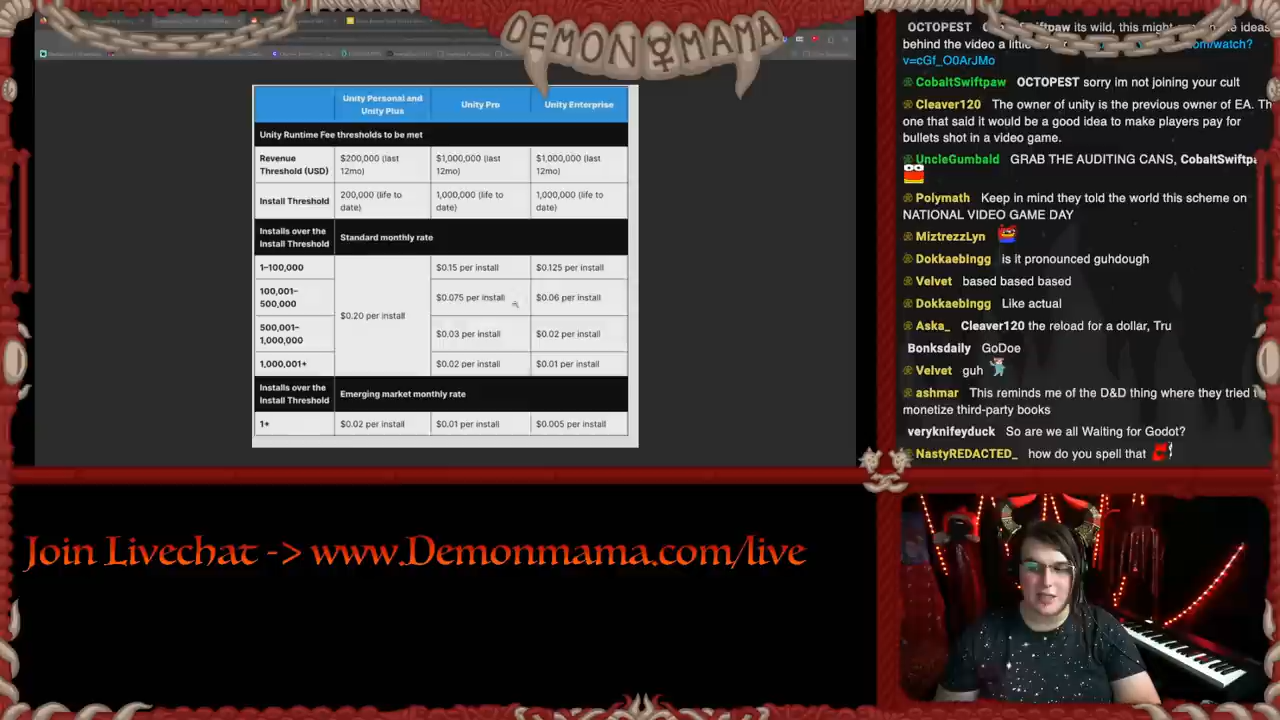 DEMON MAMA
Unity Personal and
Unity Plus
Unity Pro
Unity Enterprise
Unity Runtime Fee thresholds to be met
Revenue
Threshold (USD)
$200,000 (last
12mo)
$1,000,000 (last
12mo)
$1,000,000 (last
12mo)
Install Threshold
200,000 (life to
date)
1,000,000 (life to
date)
1,000,000 (life to
date)
Installs over the
Install Threshold
Standard monthly rate
1–100,000
$0.20 per install
$0.15 per install
$0.125 per install
100,001–
500,000
$0.075 per install
$0.06 per install
500,001–
1,000,000
$0.03 per install
$0.02 per install
1,000,001+
$0.02 per install
$0.01 per install
Installs over the
Install Threshold
Emerging market monthly rate
1+
$0.02 per install
$0.01 per install
$0.005 per install
Join Livechat -> www.Demonmama.com/live
OCTOPEST its wild, this might ideas
behind the video a little
v=cGf_O0ArJMo
CobaltSwiftpaw OCTOPEST sorry im not joining your cult
Cleaver120 The owner of unity is the previous owner of EA. Th
one that said it would be a good idea to make players pay for
bullets shot in a video game.
UncleGumbald GRAB THE AUDITING CANS, CobaltSwiftpa
Polymath Keep in mind they told the world this scheme on
NATIONAL VIDEO GAME DAY
MiztrezzLyn
Dokkaebingg is it pronounced guhdough
Velvet based based based
Dokkaebingg Like actual
Aska_ Cleaver120 the reload for a dollar, Tru
Bonksdaily GoDoe
Velvet guh
ashmar This reminds me of the D&D thing where they tried t
monetize third-party books
veryknifeyduck So are we all Waiting for Godot?
NastyREDACTED_ how do you spell that